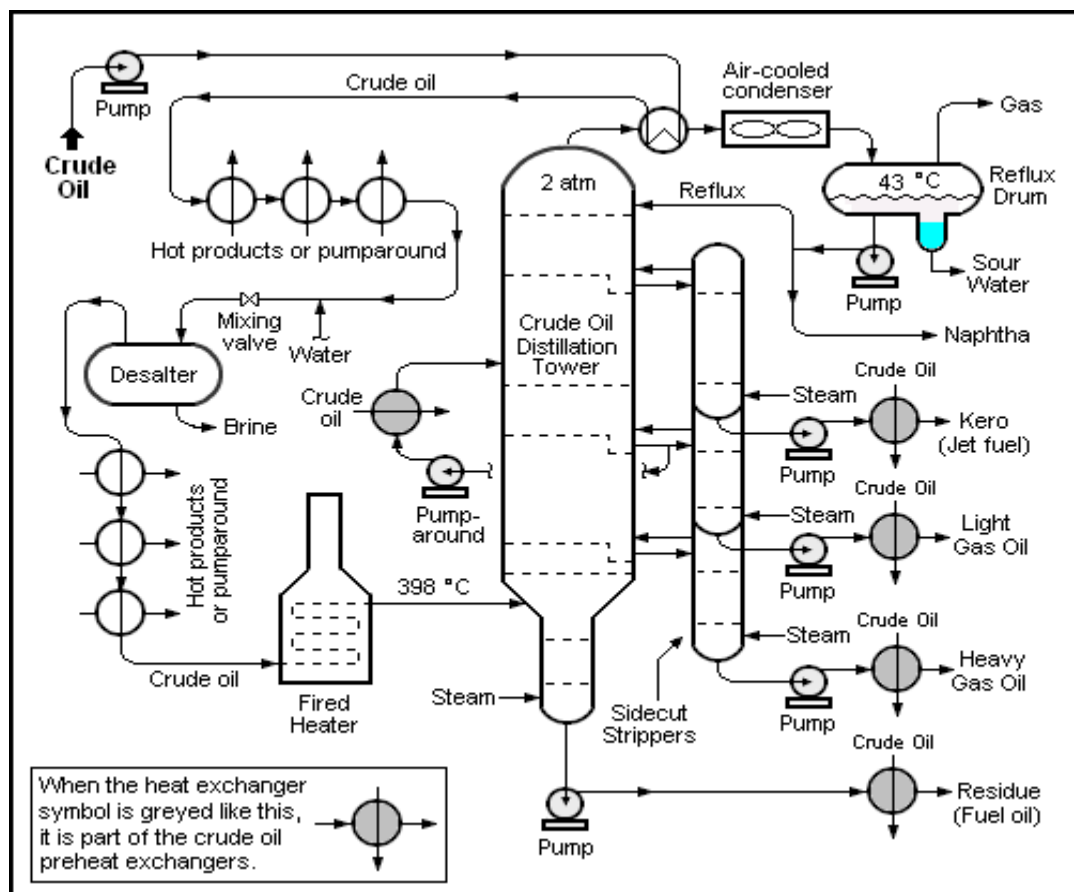 Pump
Crude
Oil
Crude oil
Air-cooled
condenser
Gas
2 atm
Reflux
43 °C
Reflux
Drum
Hot products or pumparound
Pump
Sour
Water
Mixing
valve
Water
Naphtha
Desalter
Brine
Crude Oil
Distillation
Tower
Crude
oil
Steam
Crude Oil
Pump
Kero
(Jet fuel)
Hot products
or pumparound
Pump-
around
Steam
Crude Oil
Pump
Light
Gas Oil
398 °C
Crude oil
Fired
Heater
Steam
Sidecut
Strippers
Steam
Crude Oil
Pump
Heavy
Gas Oil
Crude Oil
Pump
Residue
(Fuel oil)
When the heat exchanger
symbol is greyed like this,
it is part of the crude oil
preheat exchangers.